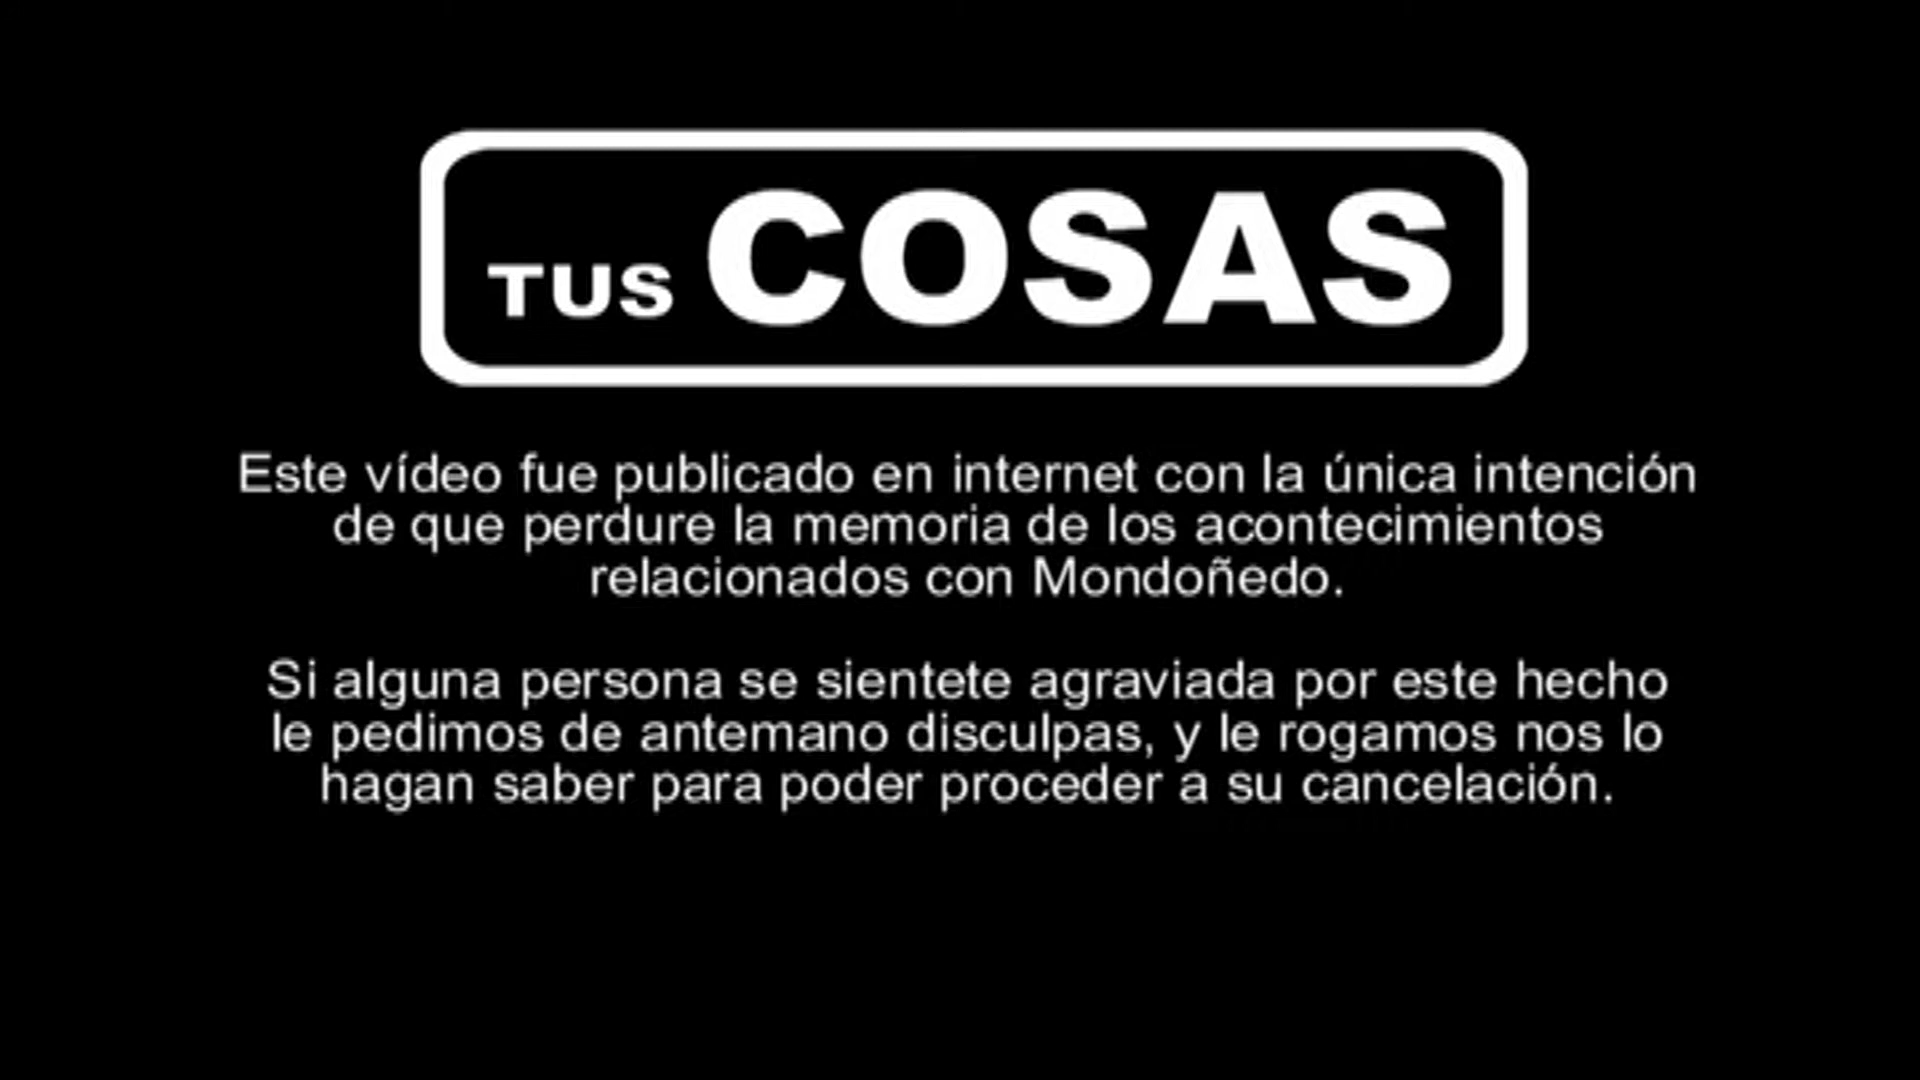 TUS COSAS
Este vídeo fue publicado en internet con la única intención
de que perdure la memoria de los acontecimientos
relacionados con Mondoñedo.
Si alguna persona se sientete agraviada por este hecho
le pedimos de antemano disculpas, y le rogamos nos lo
hagan saber para poder proceder a su cancelación.